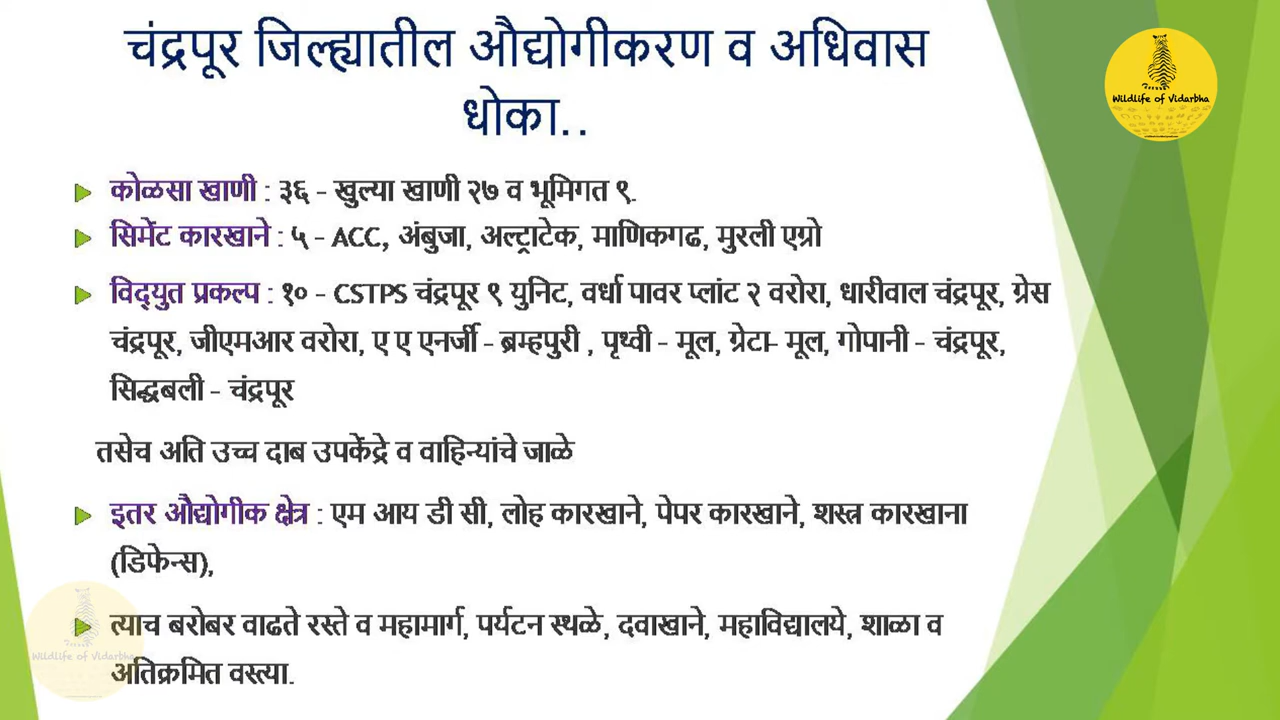 चंद्रपूर जिल्ह्यातील औद्योगीकरण व अधिवास
धोका..
Wildlife of Vidarbha
कोळसा खाणी : ३६ - खुल्या खाणी २७ व भूमिगत ९.
सिमेंट कारखाने : ५ - ACC, अंबुजा, अल्ट्राटेक, माणिकगढ, मुरली एग्रो
विद्युत प्रकल्प : १० - CSTPS चंद्रपूर ९ युनिट, वर्धा पावर प्लांट २ वरोरा, धारीवाल चंद्रपूर, ग्रेस
चंद्रपूर, जीएमआर वरोरा, ए ए एनर्जी - ब्रम्हपुरी , पृथ्वी - मूल, ग्रेटा- मूल, गोपानी - चंद्रपूर,
सिद्धबली - चंद्रपूर
तसेच अति उच्च दाब उपकेंद्रे व वाहिन्यांचे जाळे
इतर औद्योगीक क्षेत्र : एम आय डी सी, लोह कारखाने, पेपर कारखाने, शस्त्र कारखाना
(डिफेन्स),
त्याच बरोबर वाढते रस्ते व महामार्ग, पर्यटन स्थळे, दवाखाने, महाविद्यालये, शाळा व
अतिक्रमित वस्त्या.
Wildlife of Vidarbha